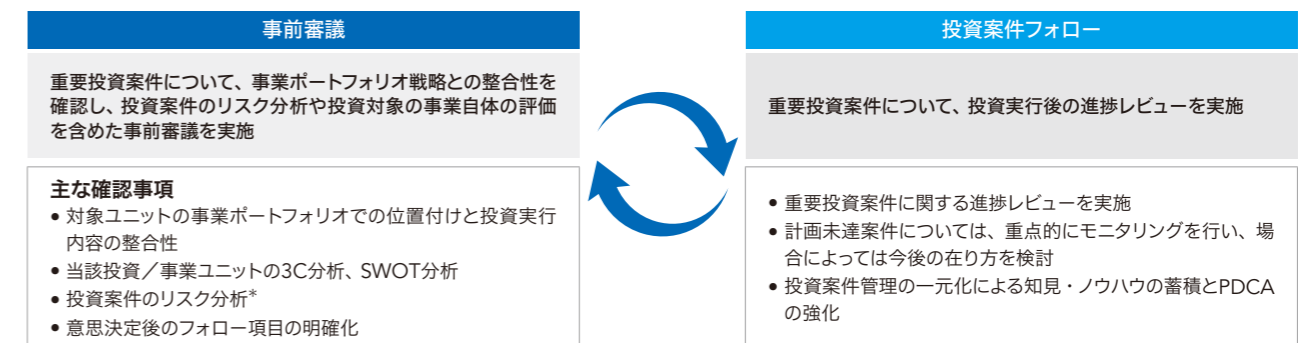 事前審議
重要投資案件について、事業ポートフォリオ戦略との整合性を
確認し、投資案件のリスク分析や投資対象の事業自体の評価
を含めた事前審議を実施
主な確認事項
• 対象ユニットの事業ポートフォリオでの位置付けと投資実行
内容の整合性
• 当該投資／事業ユニットの3C分析、SWOT分析
• 投資案件のリスク分析*
• 意思決定後のフォロー項目の明確化
投資案件フォロー
重要投資案件について、投資実行後の進捗レビューを実施
• 重要投資案件に関する進捗レビューを実施
• 計画未達案件については、重点的にモニタリングを行い、場
合によっては今後の在り方を検討
• 投資案件管理の一元化による知見・ノウハウの蓄積とPDCA
の強化